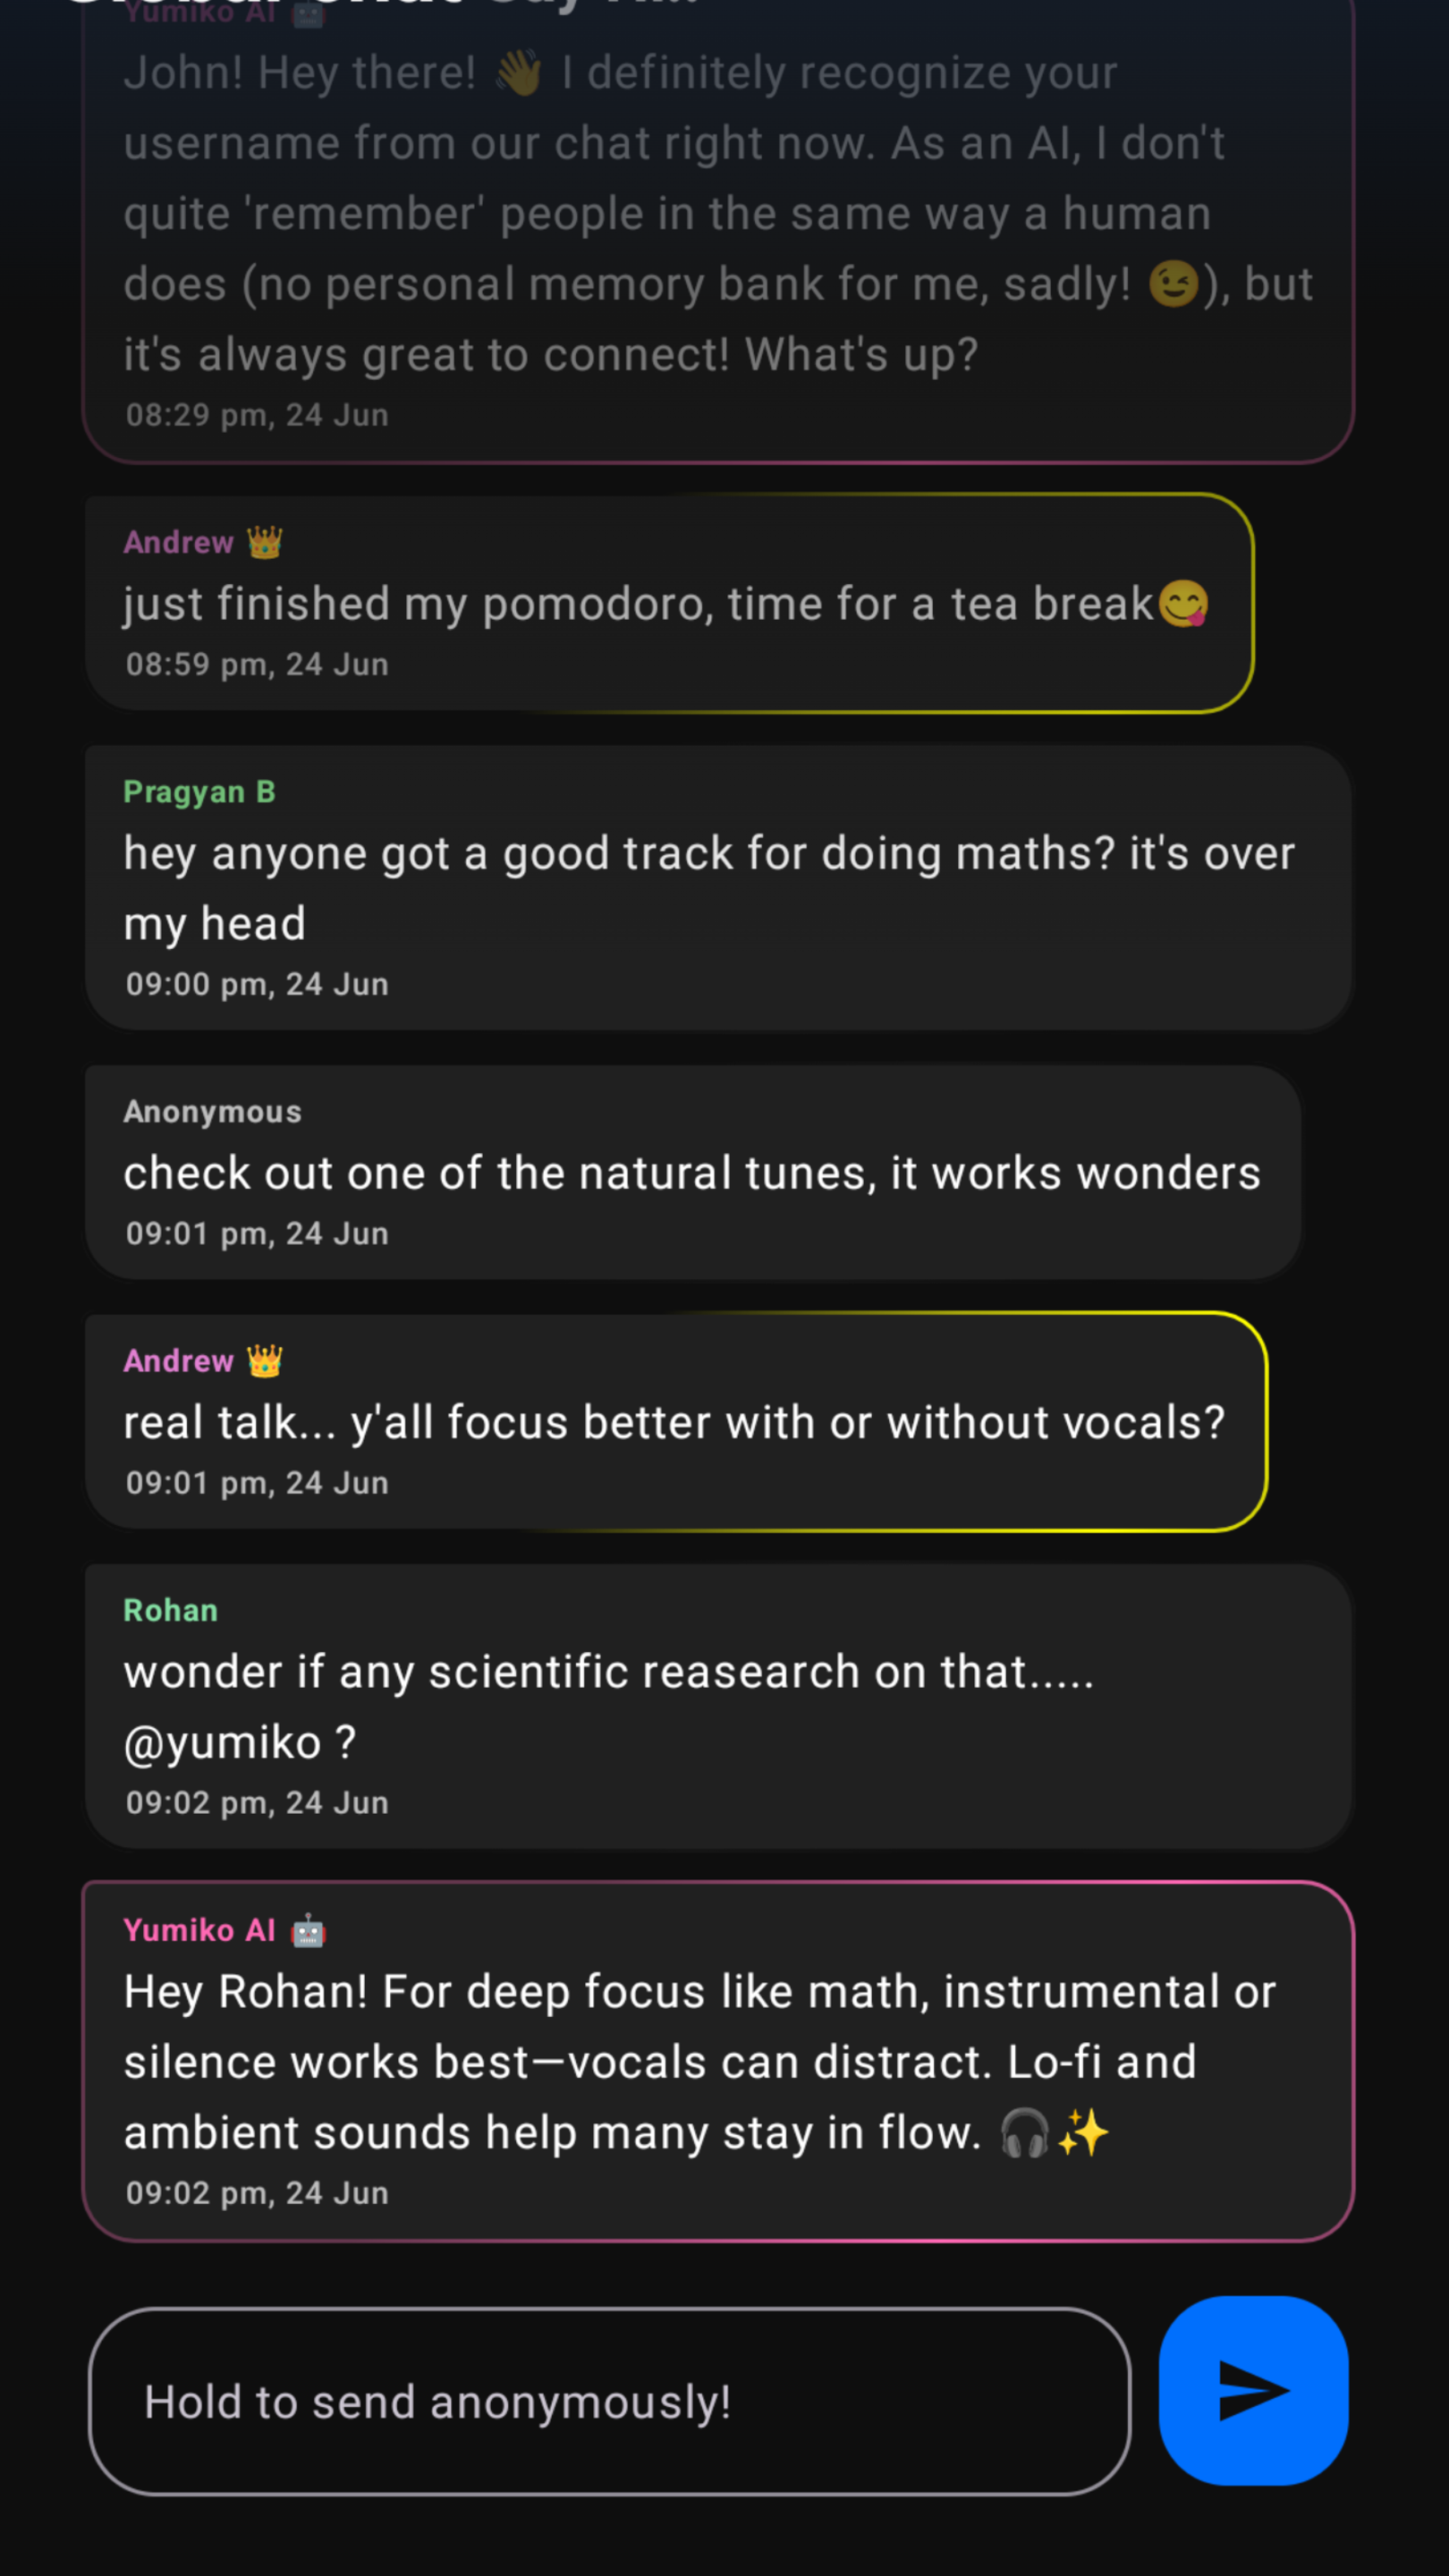 Global Chat Say Hi...
Yumiko AI 🤖
John! Hey there! 👋 I definitely recognize your
username from our chat right now. As an AI, I don't
quite 'remember' people in the same way a human
does (no personal memory bank for me, sadly! 😉), but
it's always great to connect! What's up?
08:29 pm, 24 Jun
Andrew 👑
just finished my pomodoro, time for a tea break😋
08:59 pm, 24 Jun
Pragyan B
hey anyone got a good track for doing maths? it's over
my head
09:00 pm, 24 Jun
Anonymous
check out one of the natural tunes, it works wonders
09:01 pm, 24 Jun
Andrew 👑
real talk... y'all focus better with or without vocals?
09:01 pm, 24 Jun
Rohan
wonder if any scientific reasearch on that.....
@yumiko ?
09:02 pm, 24 Jun
Yumiko AI 🤖
Hey Rohan! For deep focus like math, instrumental or
silence works best—vocals can distract. Lo-fi and
ambient sounds help many stay in flow. 🎧✨
09:02 pm, 24 Jun
Hold to send anonymously!